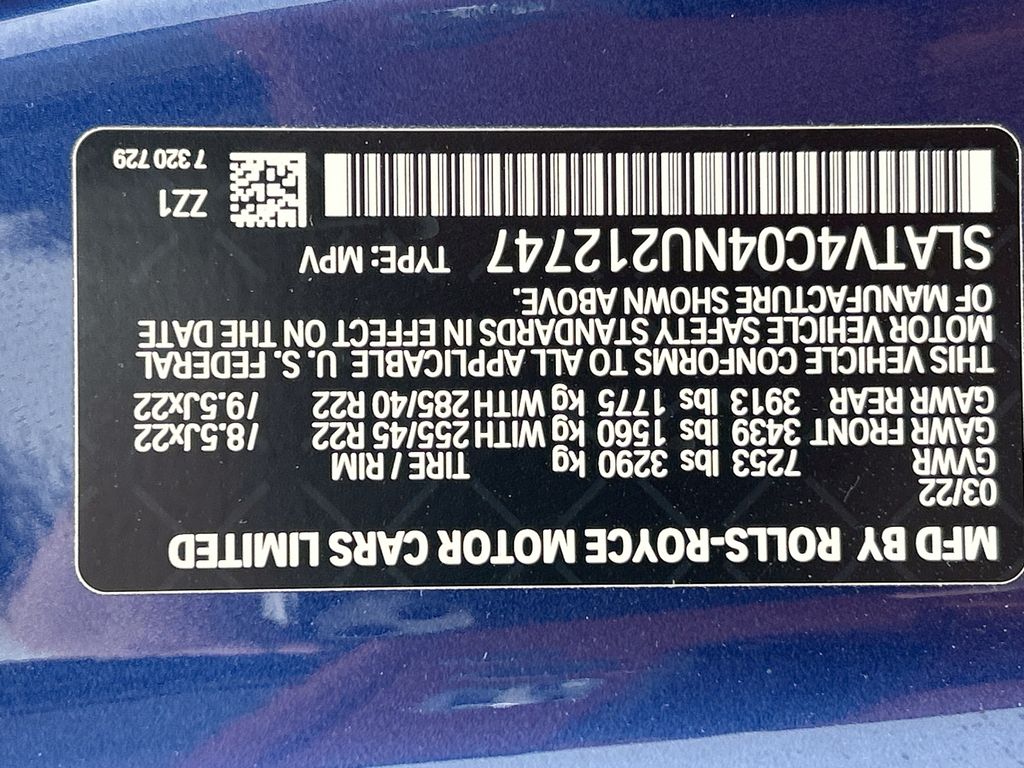 MFD BY ROLLS-ROYCE MOTOR CARS LIMITED
03/22
GVWR 7253 lbs 3290 kg TIRE / RIM
GAWR FRONT 3439 lbs 1560 kg WITH 255/45 R22 /8.5Jx22
GAWR REAR 3913 lbs 1775 kg WITH 285/40 R22 /9.5Jx22
THIS VEHICLE CONFORMS TO ALL APPLICABLE U. S. FEDERAL
MOTOR VEHICLE SAFETY STANDARDS IN EFFECT ON THE DATE
OF MANUFACTURE SHOWN ABOVE.
SLATV4C04NU212747 TYPE: MPV
ZZ1
7 320 729